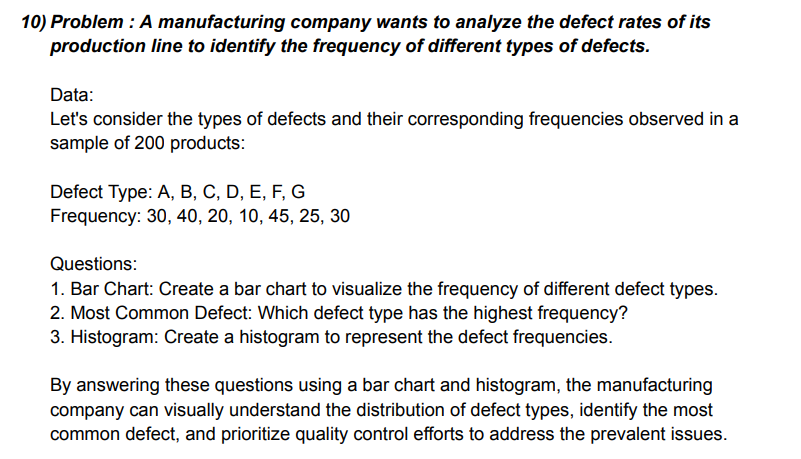 10) Problem : A manufacturing company wants to analyze the defect rates of its
production line to identify the frequency of different types of defects.
Data:
Let's consider the types of defects and their corresponding frequencies observed in a
sample of 200 products:
Defect Type: A, B, C, D, E, F, G
Frequency: 30, 40, 20, 10, 45, 25, 30
Questions:
1. Bar Chart: Create a bar chart to visualize the frequency of different defect types.
2. Most Common Defect: Which defect type has the highest frequency?
3. Histogram: Create a histogram to represent the defect frequencies.
By answering these questions using a bar chart and histogram, the manufacturing
company can visually understand the distribution of defect types, identify the most
common defect, and prioritize quality control efforts to address the prevalent issues.